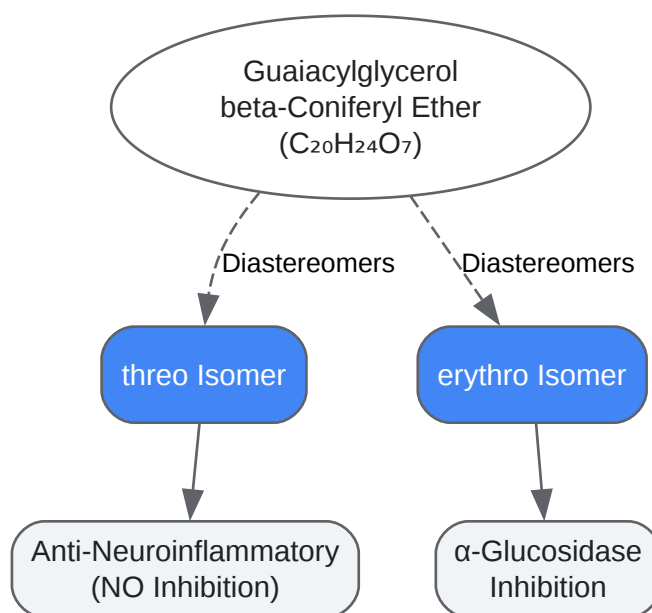 Guaiacylglycerol
beta-Coniferyl Ether
(C₂₀H₂₄O₇)
Diastereomers
Diastereomers
threo Isomer
erythro Isomer
Anti-Neuroinflammatory
(NO Inhibition)
α-Glucosidase
Inhibition